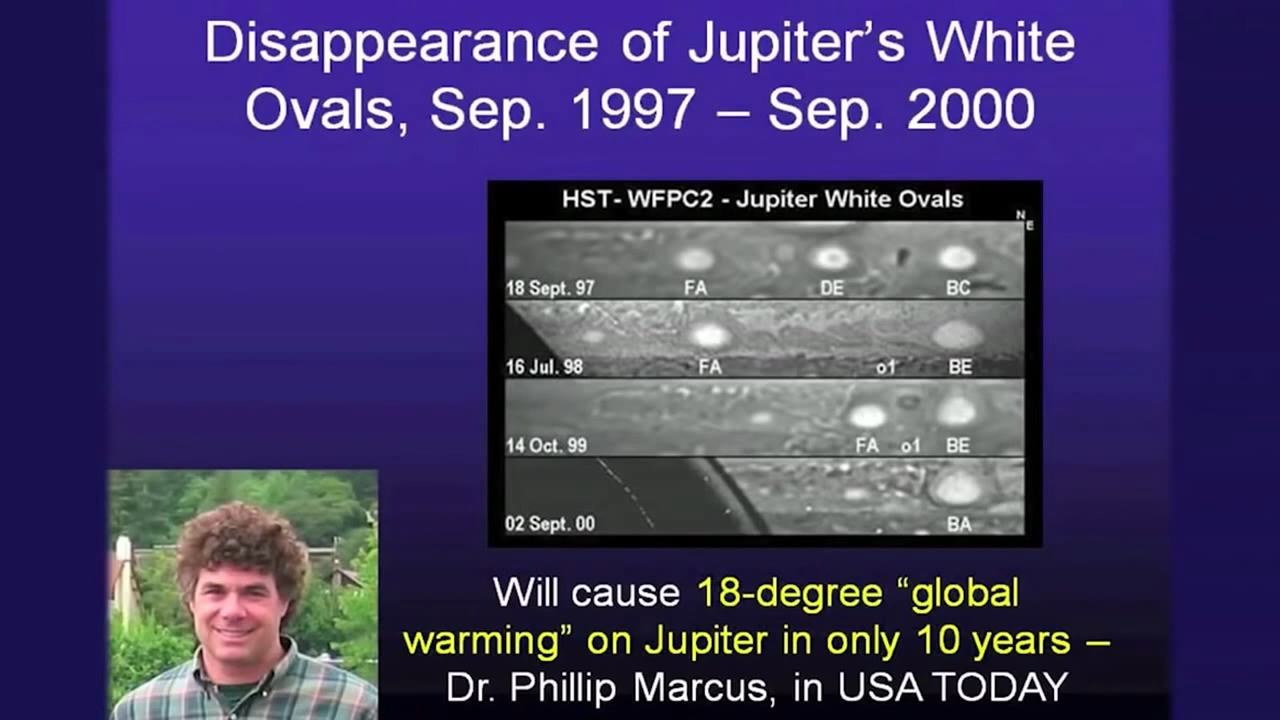 Disappearance of Jupiter’s White
Ovals, Sep. 1997 – Sep. 2000
HST- WFPC2 - Jupiter White Ovals
N
E
18 Sept. 97 FA DE BC
16 Jul. 98 FA o1 BE
14 Oct. 99 FA o1 BE
02 Sept. 00 BA
Will cause 18-degree “global
warming” on Jupiter in only 10 years –
Dr. Phillip Marcus, in USA TODAY